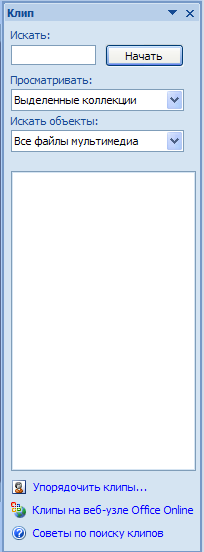 Клип
Искать:
Начать
Просматривать:
Выделенные коллекции
Искать объекты:
Все файлы мультимедиа
Упорядочить клипы...
Клипы на веб-узле Office Online
Советы по поиску клипов